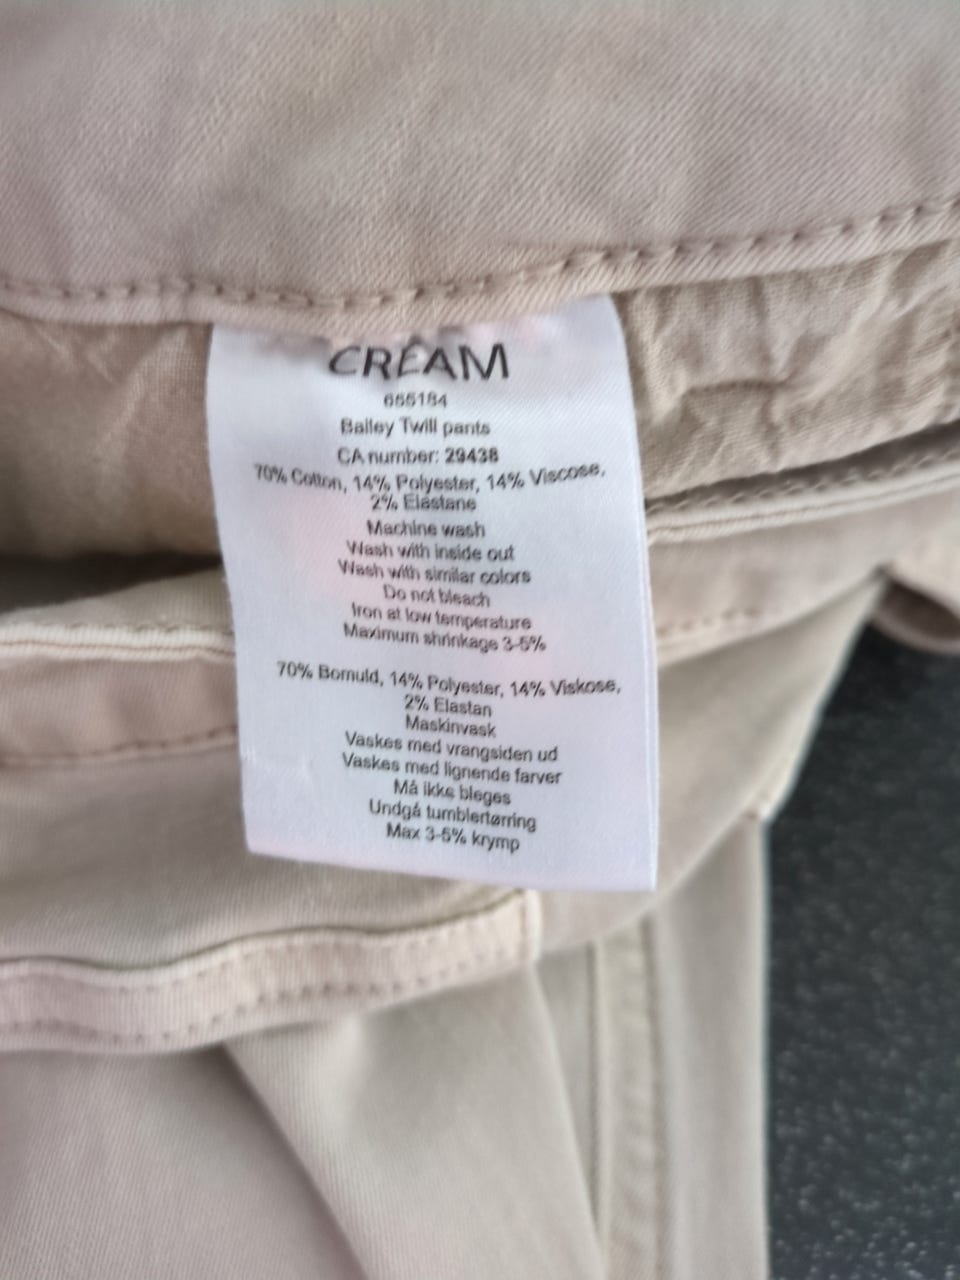 CRÊAM
655184
Bailey Twill pants
CA number: 29438
70% Cotton, 14% Polyester, 14% Viscose,
2% Elastane
Machine wash
Wash with inside out
Wash with similar colors
Do not bleach
Iron at low temperature
Maximum shrinkage 3-5%
70% Bomuld, 14% Polyester, 14% Viskose,
2% Elastan
Maskinvask
Vaskes med vrangsiden ud
Vaskes med lignende farver
Må ikke bleges
Undgå tumblertørring
Max 3-5% krymp